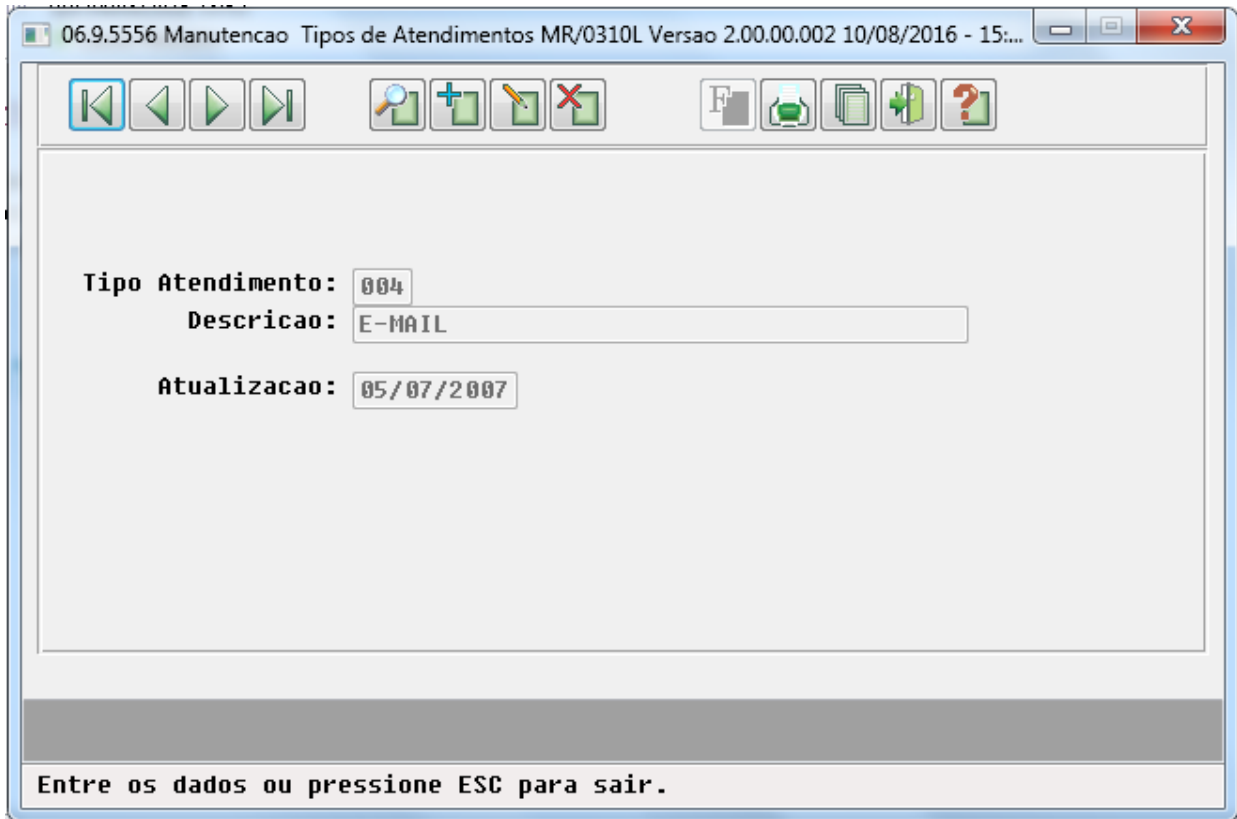 06.9.5556 Manutencao Tipos de Atendimentos MR/0310L Versao 2.00.00.002 10/08/2016 - 15:...
F
Tipo Atendimento: 004
Descricao: E-MAIL
Atualizacao: 05/07/2007
Entre os dados ou pressione ESC para sair.